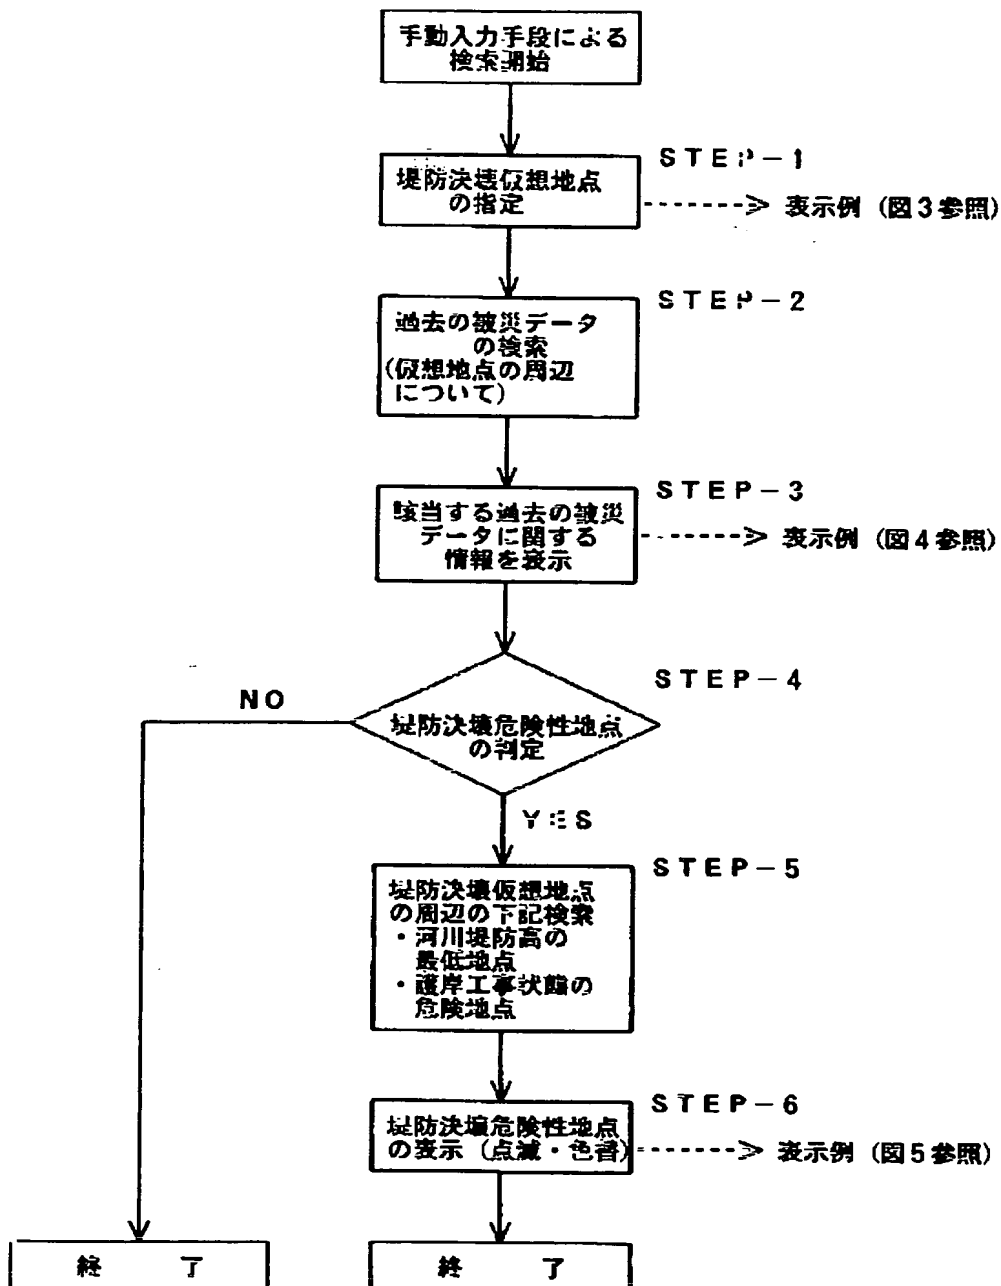 手動入力手段による
検索開始
STEP-1
堤防決壊仮想地点
の指定
表示例 (図3参照)
STEP-2
過去の被災データ
の検索
(仮想地点の周辺
について)
STEP-3
該当する過去の被災
データに関する
情報を表示
表示例 (図4参照)
STEP-4
NO
堤防決壊危険性地点
の判定
YES
STEP-5
堤防決壊仮想地点
の周辺の下記検索
・河川堤防高の
最低地点
・護岸工事状態の
危険地点
STEP-6
堤防決壊危険性地点
の表示 (点滅・色替)
表示例 (図5参照)
終 了
終 了